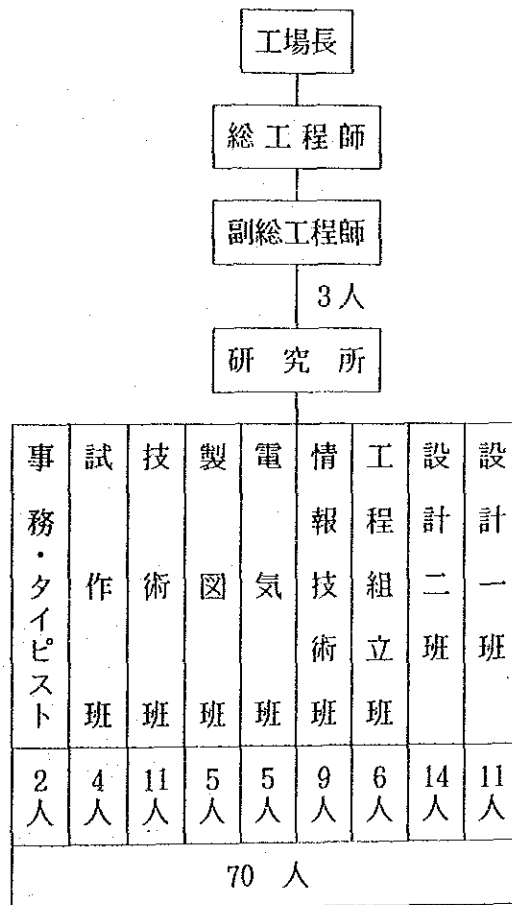 工場長
総工程師
副総工程師
3人
研究所
設計一班
設計二班
工程組立班
情報技術班
電気班
製図班
技術班
試作班
事務・タイピスト
11人
14人
6人
9人
5人
5人
11人
4人
2人
70人